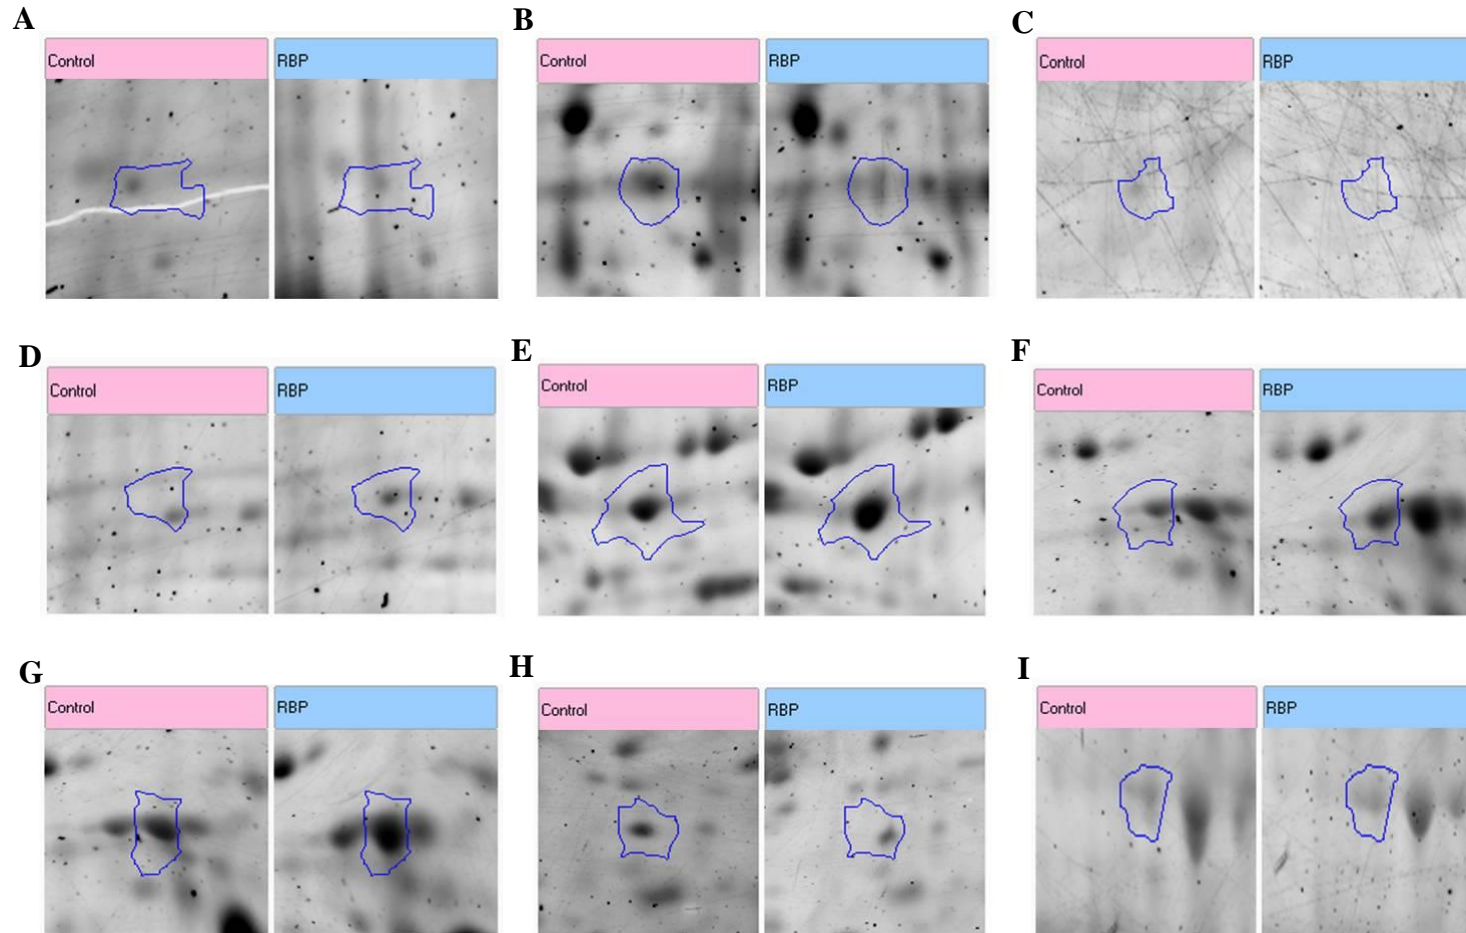 A
Control RBP
B
Control RBP
C
Control RBP
D
Control RBP
E
Control RBP
F
Control RBP
G
Control RBP
H
Control RBP
I
Control RBP